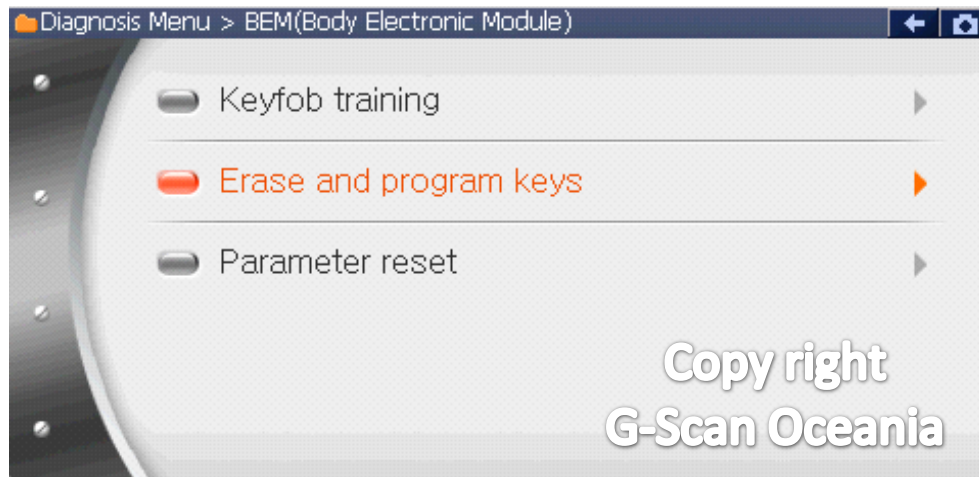 Diagnosis Menu > BEM(Body Electronic Module)
Keyfob training
Erase and program keys
Parameter reset
Copy right
G-Scan Oceania